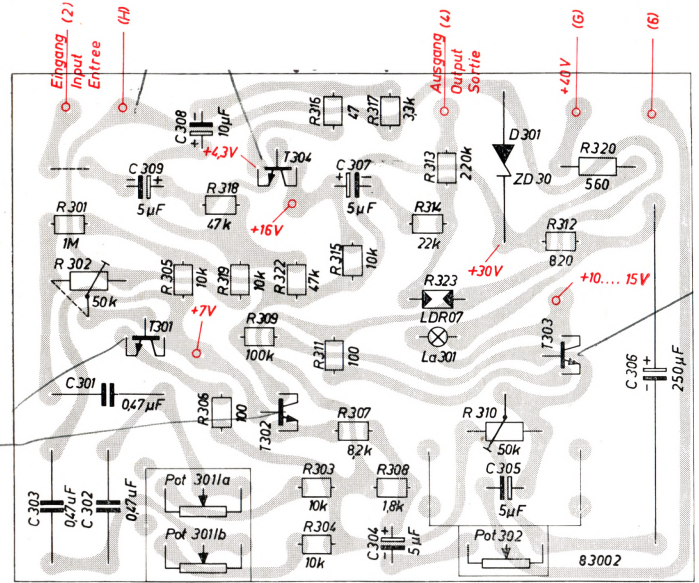 Eingang (2)
Input
Entree
(H)
Ausgang (4)
Output
Sortie
(G)
+40V
(6)
C308
10µF
+4,3V
R316
47
R317
3,3k
D301
ZD30
R320
560
T304
C309
5µF
C307
5µF
R313
220k
R318
47k
+16V
R301
1M
R314
22k
R312
820
+30V
R302
50k
R305
10k
R319
10k
R322
47k
R315
10k
R323
LDR07
La301
+10....15V
T301
+7V
R309
100k
R311
100
T303
C306
250µF
C301
0,47µF
R306
100
T302
R307
8,2k
R310
50k
C303
0,47µF
C302
0,47µF
Pot 301Ia
Pot 301Ib
R303
10k
R308
1,8k
C305
5µF
R304
10k
C304
5µF
Pot 302
83002